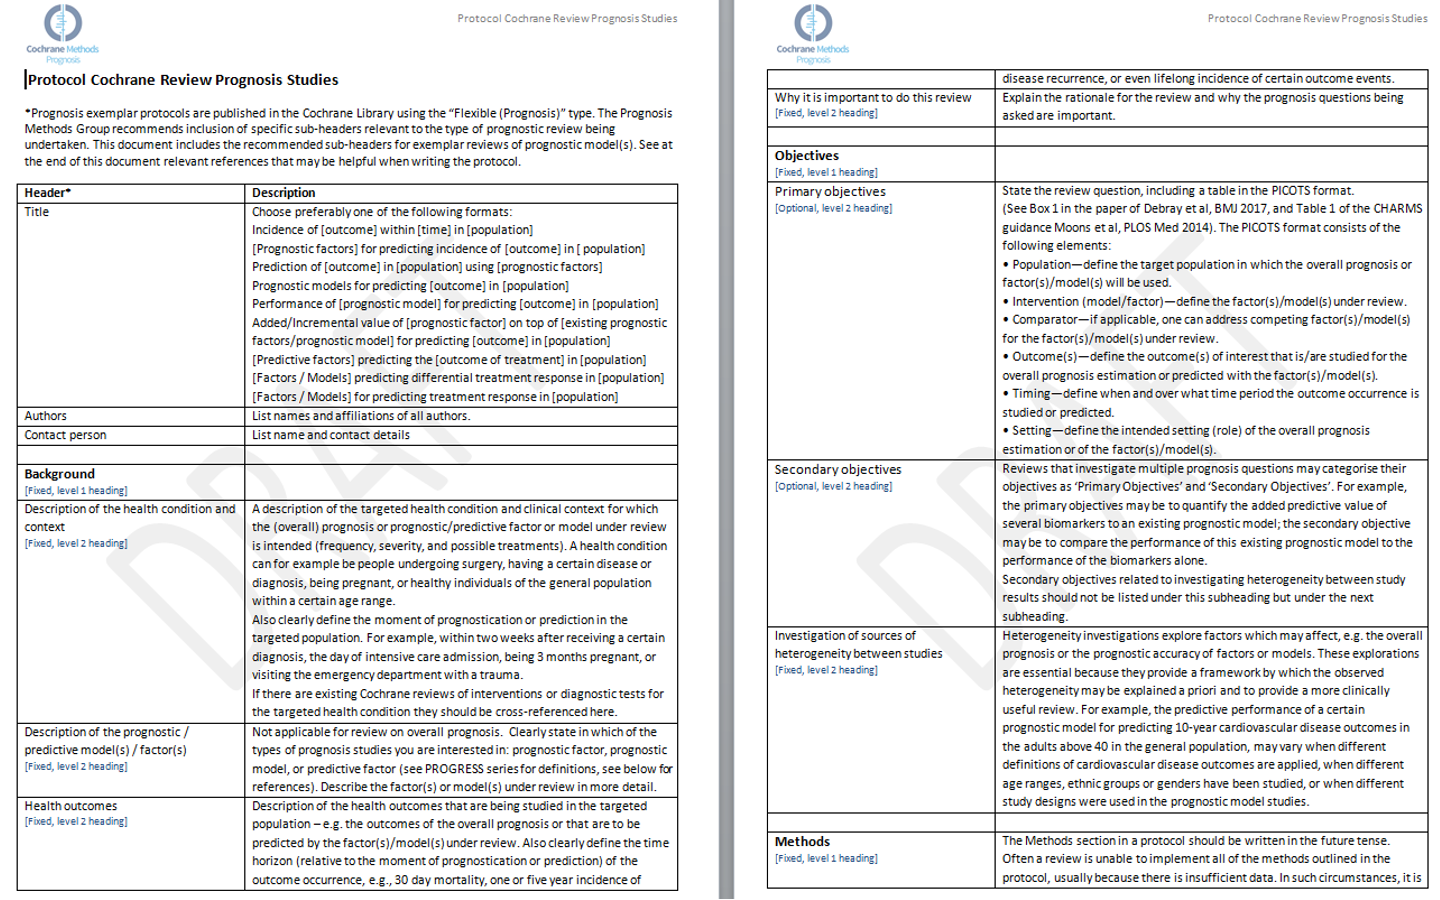 Cochrane Methods
Prognosis
Protocol Cochrane Review Prognosis Studies
Protocol Cochrane Review Prognosis Studies
*Prognosis exemplar protocols are published in the Cochrane Library using the “Flexible (Prognosis)” type. The Prognosis
Methods Group recommends inclusion of specific sub-headers relevant to the type of prognostic review being
undertaken. This document includes the recommended sub-headers for exemplar reviews of prognostic model(s). See at
the end of this document relevant references that may be helpful when writing the protocol.
Header*
Description
Title
Choose preferably one of the following formats:
Incidence of [outcome] within [time] in [population]
[Prognostic factors] for predicting incidence of [outcome] in [ population]
Prediction of [outcome] in [population] using [prognostic factors]
Prognostic models for predicting [outcome] in [population]
Performance of [prognostic model] for predicting [outcome] in [population]
Added/Incremental value of [prognostic factor] on top of [existing prognostic
factors/prognostic model] for predicting [outcome] in [population]
[Predictive factors] predicting the [outcome of treatment] in [population]
[Factors / Models] predicting differential treatment response in [population]
[Factors / Models] for predicting treatment response in [population]
Authors
List names and affiliations of all authors.
Contact person
List name and contact details
Background
[Fixed, level 1 heading]
Description of the health condition and
context
[Fixed, level 2 heading]
A description of the targeted health condition and clinical context for which
the (overall) prognosis or prognostic/predictive factor or model under review
is intended (frequency, severity, and possible treatments). A health condition
can for example be people undergoing surgery, having a certain disease or
diagnosis, being pregnant, or healthy individuals of the general population
within a certain age range.
Also clearly define the moment of prognostication or prediction in the
targeted population. For example, within two weeks after receiving a certain
diagnosis, the day of intensive care admission, being 3 months pregnant, or
visiting the emergency department with a trauma.
If there are existing Cochrane reviews of interventions or diagnostic tests for
the targeted health condition they should be cross-referenced here.
Description of the prognostic /
predictive model(s) / factor(s)
[Fixed, level 2 heading]
Not applicable for review on overall prognosis. Clearly state in which of the
types of prognosis studies you are interested in: prognostic factor, prognostic
model, or predictive factor (see PROGRESS series for definitions, see below for
references). Describe the factor(s) or model(s) under review in more detail.
Health outcomes
[Fixed, level 2 heading]
Description of the health outcomes that are being studied in the targeted
population – e.g. the outcomes of the overall prognosis or that are to be
predicted by the factor(s)/model(s) under review. Also clearly define the time
horizon (relative to the moment of prognostication or prediction) of the
outcome occurrence, e.g., 30 day mortality, one or five year incidence of
DRAFT
Cochrane Methods
Prognosis
Protocol Cochrane Review Prognosis Studies
disease recurrence, or even lifelong incidence of certain outcome events.
Why it is important to do this review
[Fixed, level 2 heading]
Explain the rationale for the review and why the prognosis questions being
asked are important.
Objectives
[Fixed, level 1 heading]
Primary objectives
[Optional, level 2 heading]
State the review question, including a table in the PICOTS format.
(See Box 1 in the paper of Debray et al, BMJ 2017, and Table 1 of the CHARMS
guidance Moons et al, PLOS Med 2014). The PICOTS format consists of the
following elements:
• Population—define the target population in which the overall prognosis or
factor(s)/model(s) will be used.
• Intervention (model/factor)—define the factor(s)/model(s) under review.
• Comparator—if applicable, one can address competing factor(s)/model(s)
for the factor(s)/model(s) under review.
• Outcome(s)—define the outcome(s) of interest that is/are studied for the
overall prognosis estimation or predicted with the factor(s)/model(s).
• Timing—define when and over what time period the outcome occurrence is
studied or predicted.
• Setting—define the intended setting (role) of the overall prognosis
estimation or of the factor(s)/model(s).
Secondary objectives
[Optional, level 2 heading]
Reviews that investigate multiple prognosis questions may categorise their
objectives as ‘Primary Objectives’ and ‘Secondary Objectives’. For example,
the primary objectives may be to quantify the added predictive value of
several biomarkers to an existing prognostic model; the secondary objective
may be to compare the performance of this existing prognostic model to the
performance of the biomarkers alone.
Secondary objectives related to investigating heterogeneity between study
results should not be listed under this subheading but under the next
subheading.
Investigation of sources of
heterogeneity between studies
[Fixed, level 2 heading]
Heterogeneity investigations explore factors which may affect, e.g. the overall
prognosis or the prognostic accuracy of factors or models. These explorations
are essential because they provide a framework by which the observed
heterogeneity may be explained a priori and to provide a more clinically
useful review. For example, the predictive performance of a certain
prognostic model for predicting 10-year cardiovascular disease outcomes in
the adults above 40 in the general population, may vary when different
definitions of cardiovascular disease outcomes are applied, when different
age ranges, ethnic groups or genders have been studied, or when different
study designs were used in the prognostic model studies.
Methods
[Fixed, level 1 heading]
The Methods section in a protocol should be written in the future tense.
Often a review is unable to implement all of the methods outlined in the
protocol, usually because there is insufficient data. In such circumstances, it is
DRAFT